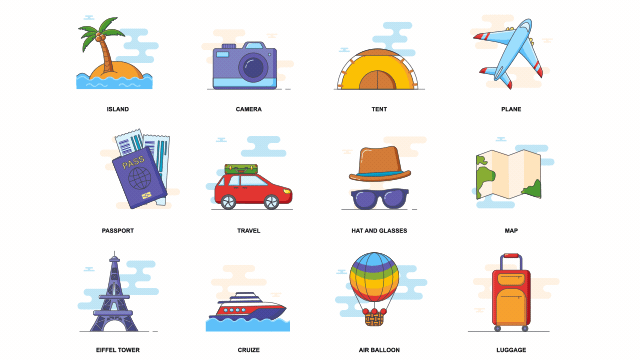 ISLAND
CAMERA
TENT
PLANE
PASS
PASSPORT
TRAVEL
HAT AND GLASSES
MAP
EIFFEL TOWER
CRUIZE
AIR BALLOON
LUGGAGE